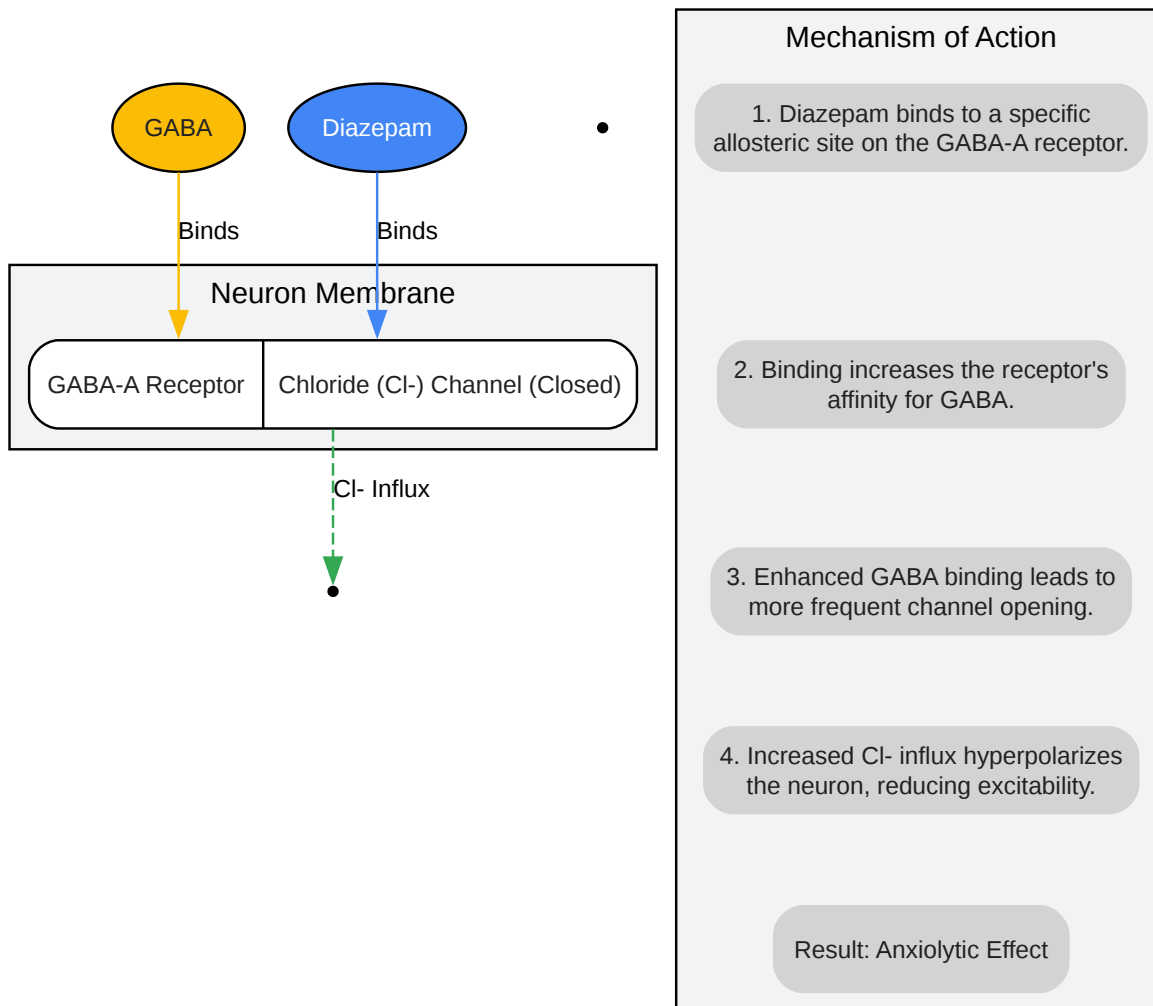 GABA
Diazepam
Binds
Binds
Neuron Membrane
GABA-A Receptor
Chloride (Cl-) Channel (Closed)
Cl- Influx
Mechanism of Action
1. Diazepam binds to a specific
allosteric site on the GABA-A receptor.
2. Binding increases the receptor's
affinity for GABA.
3. Enhanced GABA binding leads to
more frequent channel opening.
4. Increased Cl- influx hyperpolarizes
the neuron, reducing excitability.
Result: Anxiolytic Effect